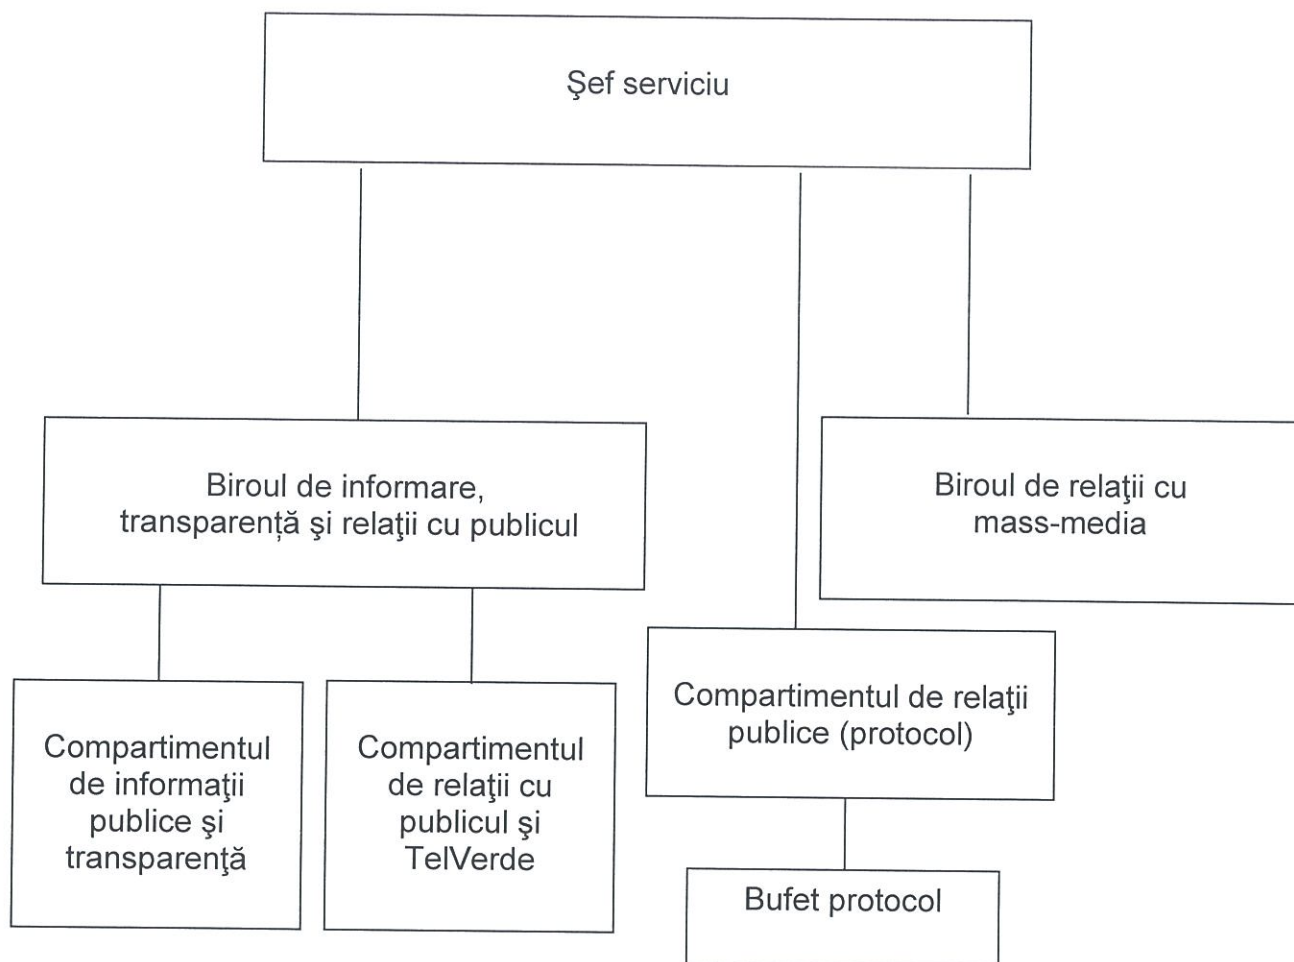 Şef serviciu
Biroul de informare,
transparență şi relaţii cu publicul
Biroul de relaţii cu
mass-media
Compartimentul de relaţii
publice (protocol)
Compartimentul
de informaţii
publice şi
transparenţă
Compartimentul
de relaţii cu
publicul şi
TelVerde
Bufet protocol